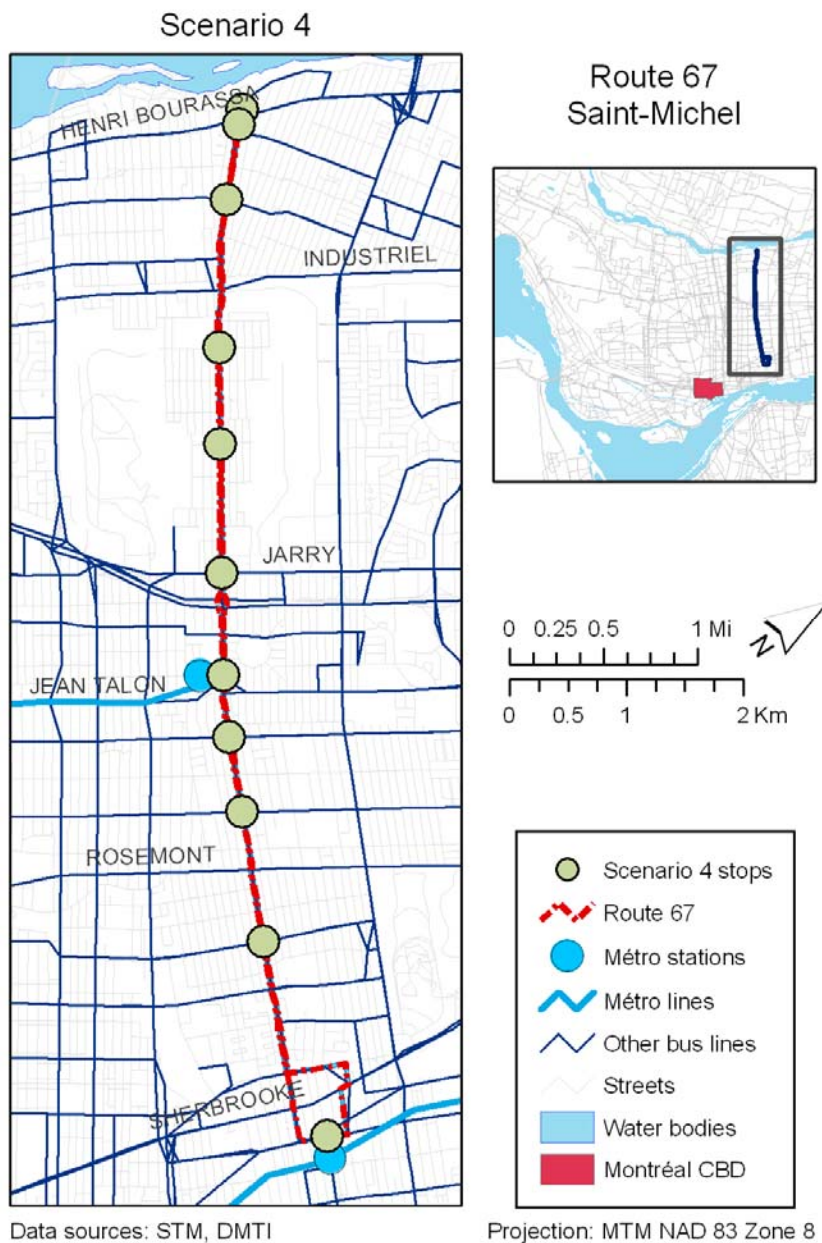 Scenario 4
HENRI BOURASSA
INDUSTRIEL
JARRY
JEAN TALON
ROSEMONT
SHERBROOKE
Route 67
Saint-Michel
0 0.25 0.5 1 Mi
0 0.5 1 2 Km
N
Scenario 4 stops
Route 67
Métro stations
Métro lines
Other bus lines
Streets
Water bodies
Montréal CBD
Data sources: STM, DMTI
Projection: MTM NAD 83 Zone 8